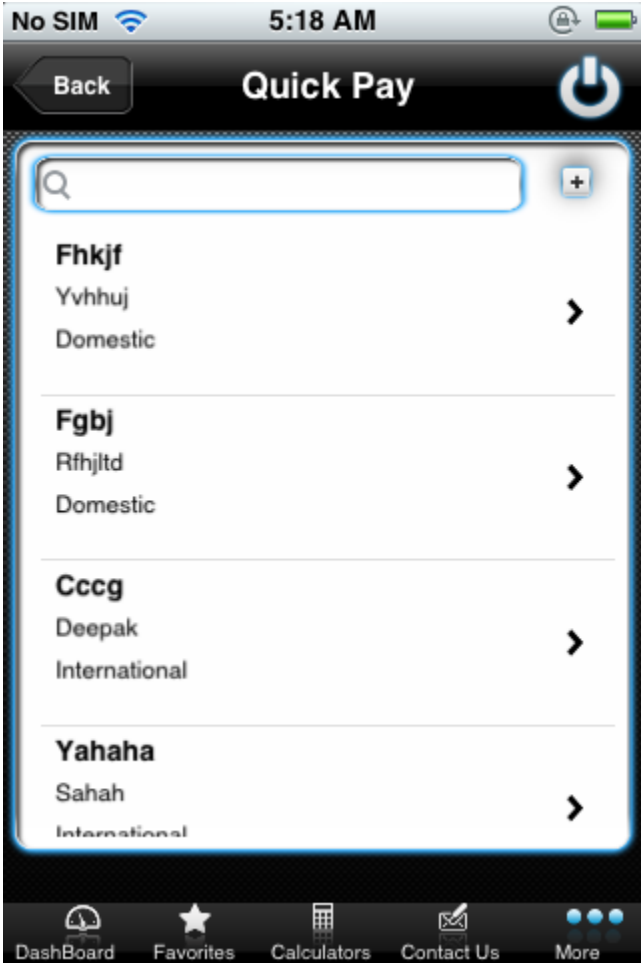 No SIM 5:18 AM
Back Quick Pay
Fhkjf
Yvhhuj
Domestic
Fgbj
Rfhjltd
Domestic
Cccg
Deepak
International
Yahaha
Sahah
International
DashBoard Favorites Calculators Contact Us More